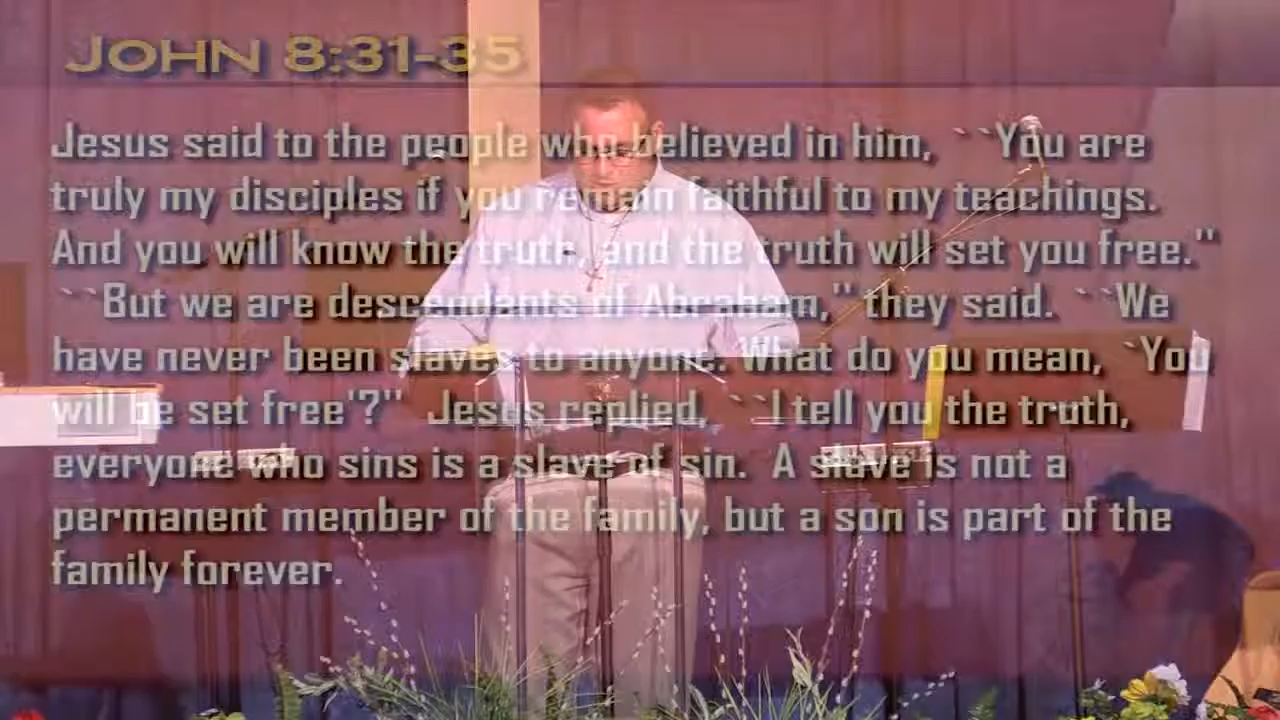 JOHN 8:31-35
Jesus said to the people who believed in him, ``You are
truly my disciples if you remain faithful to my teachings.
And you will know the truth, and the truth will set you free."
``But we are descendants of Abraham," they said. ``We
have never been slaves to anyone. What do you mean, `You
will be set free'?" Jesus replied, ``I tell you the truth,
everyone who sins is a slave of sin. A slave is not a
permanent member of the family, but a son is part of the
family forever.